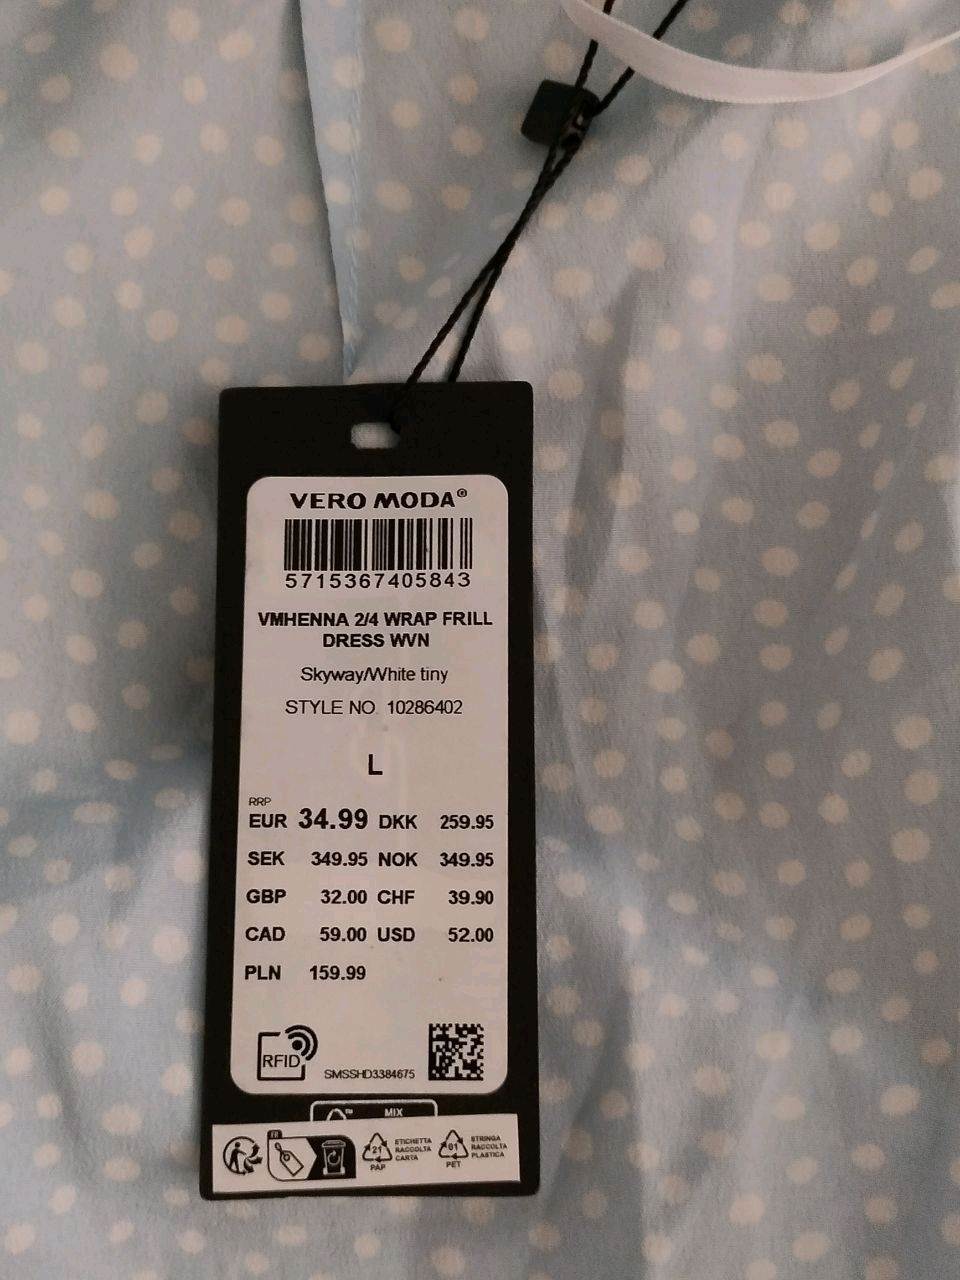 VERO MODA®
5715367405843
VMHENNA 2/4 WRAP FRILL
DRESS WVN
Skyway/White tiny
STYLE NO. 10286402
L
RRP
EUR 34.99 DKK 259.95
SEK 349.95 NOK 349.95
GBP 32.00 CHF 39.90
CAD 59.00 USD 52.00
PLN 159.99
RFID
SMSSHD3384675
TM MIX
FR
21
PAP
ETICHETTA
RACCOLTA
CARTA
01
PET
STRINGA
RACCOLTA
PLASTICA